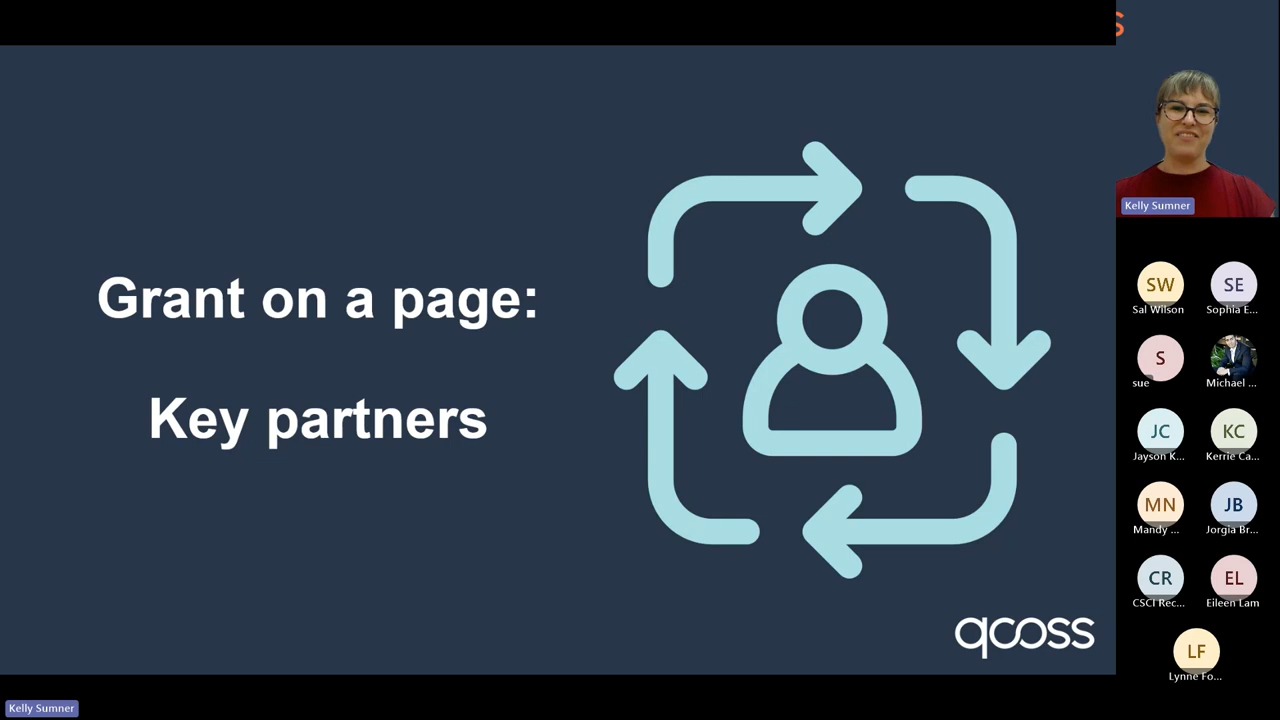 Grant on a page:
Key partners
qcoss
Kelly Sumner
Kelly Sumner
SW
Sal Wilson
SE
Sophia E...
S
sue
Michael ...
JC
Jayson K...
KC
Kerrie Ca...
MN
Mandy ...
JB
Jorgia Br...
CR
CSCI Rec...
EL
Eileen Lam
LF
Lynne Fo...